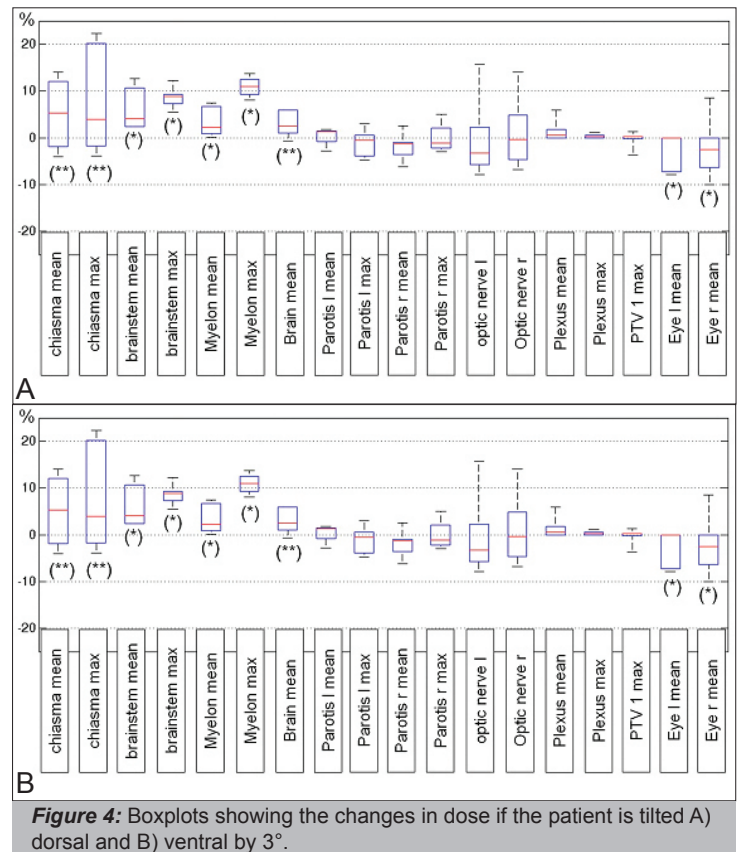 %
20
10
0
-10
-20
(**)
(**)
(*)
(*)
(*)
(*)
(**)
(*)
(*)
chiasma mean
chiasma max
brainstem mean
brainstem max
Myelon mean
Myelon max
Brain mean
Parotis l mean
Parotis l max
Parotis r mean
Parotis r max
optic nerve l
Optic nerve r
Plexus mean
Plexus max
PTV 1 max
Eye l mean
Eye r mean
A
%
20
10
0
-10
-20
(**)
(**)
(*)
(*)
(*)
(*)
(**)
(*)
(*)
chiasma mean
chiasma max
brainstem mean
brainstem max
Myelon mean
Myelon max
Brain mean
Parotis l mean
Parotis l max
Parotis r mean
Parotis r max
optic nerve l
Optic nerve r
Plexus mean
Plexus max
PTV 1 max
Eye l mean
Eye r mean
B
Figure 4: Boxplots showing the changes in dose if the patient is tilted A)
dorsal and B) ventral by 3°.